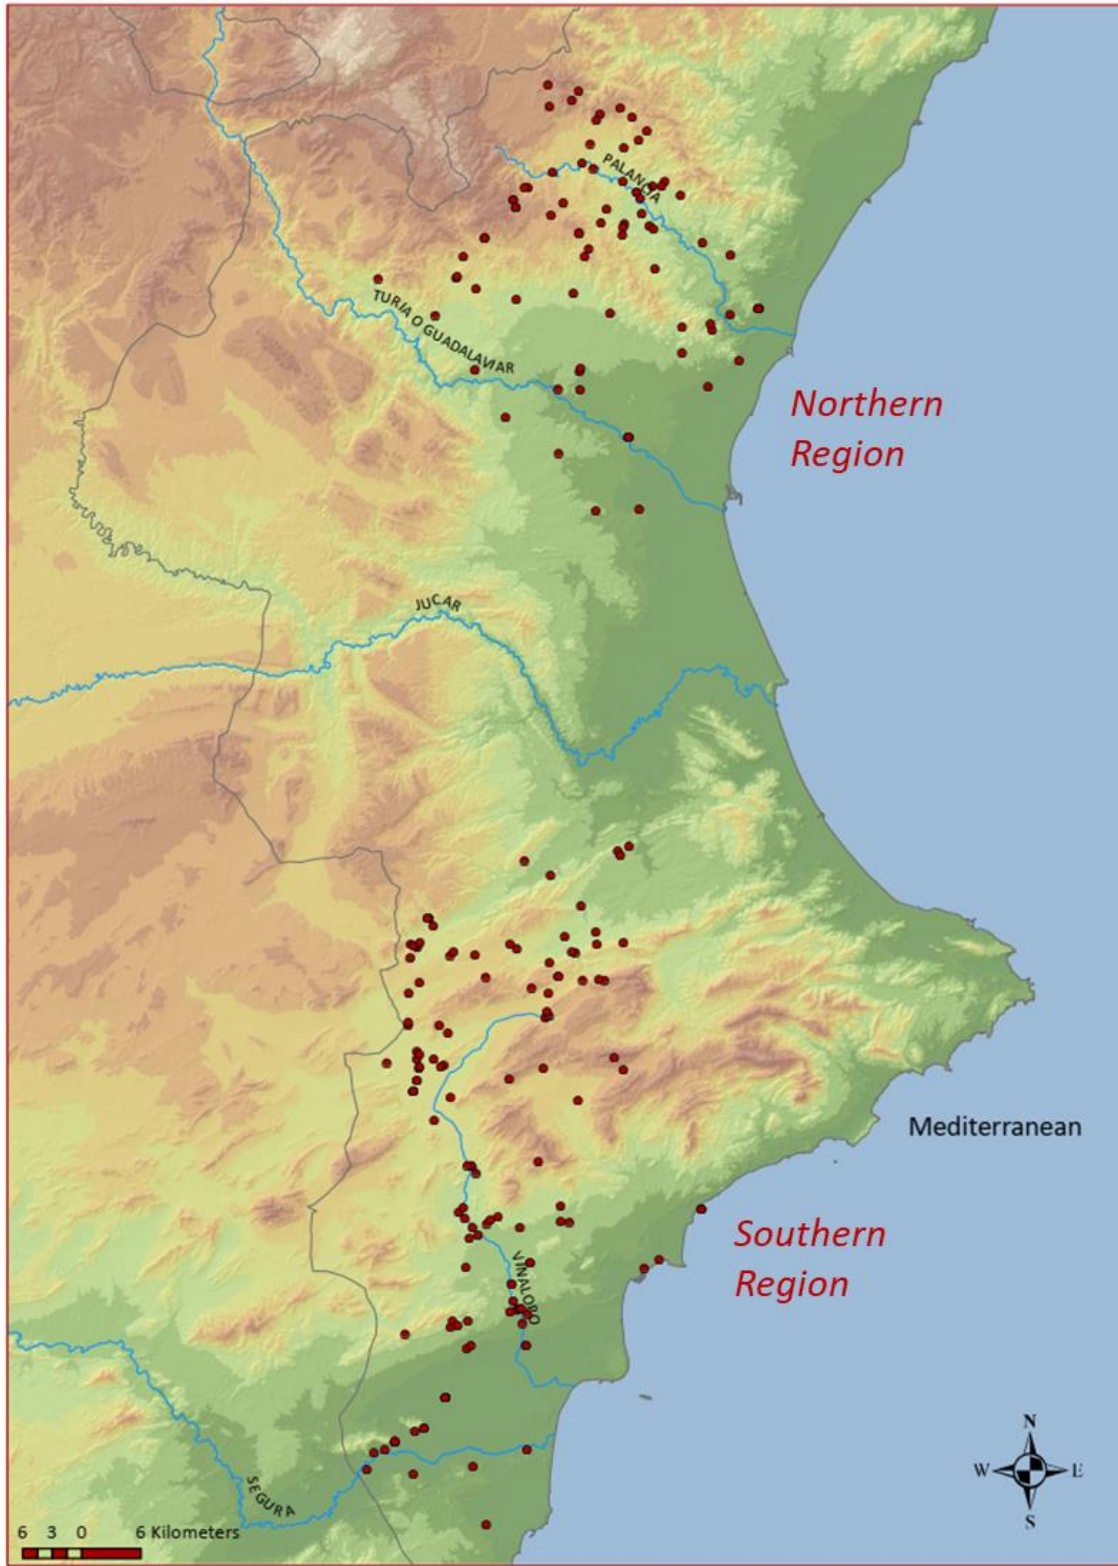 PALANCIA
TURIA O GUADALAVIAR
Northern
Region
JUCAR
Mediterranean
Southern
Region
VINALOPO
SEGURA
N
W E
S
6 3 0 6 Kilometers